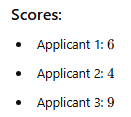 Scores:
Applicant 1: 6
Applicant 2: 4
Applicant 3: 9